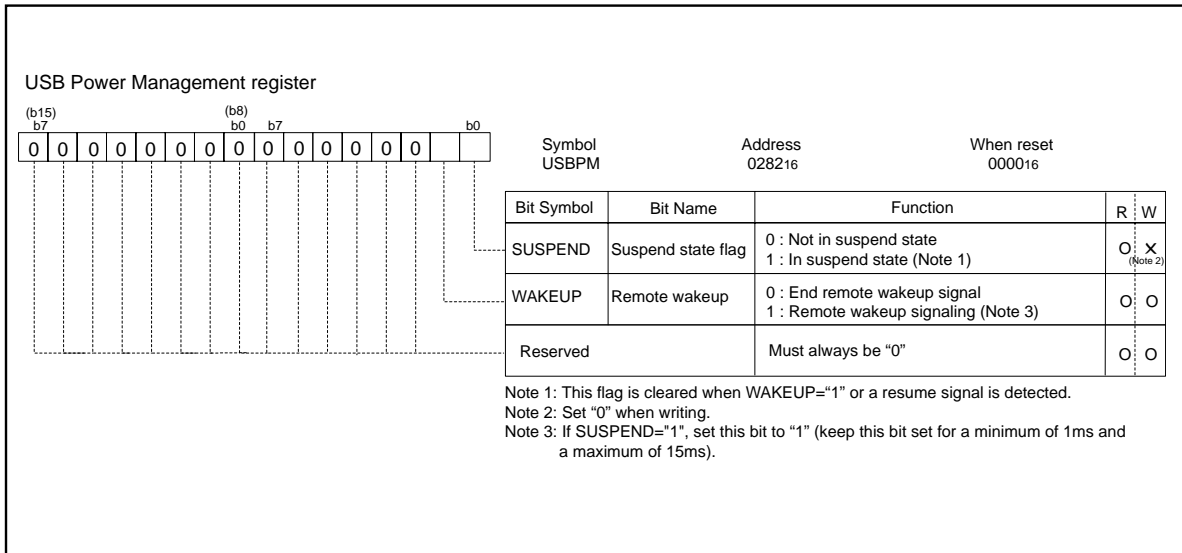 USB Power Management register
(b15) (b8)
b7 b0 b7 b0
0 0 0 0 0 0 0 0 0 0 0 0 0 0
Symbol Address When reset
USBPM 028216 000016
Bit Symbol Bit Name Function R W
SUSPEND Suspend state flag 0 : Not in suspend state O X
1 : In suspend state (Note 1) (Note 2)
WAKEUP Remote wakeup 0 : End remote wakeup signal O O
1 : Remote wakeup signaling (Note 3)
Reserved Must always be “0” O O
Note 1: This flag is cleared when WAKEUP=“1” or a resume signal is detected.
Note 2: Set “0” when writing.
Note 3: If SUSPEND="1", set this bit to “1” (keep this bit set for a minimum of 1ms and
a maximum of 15ms).